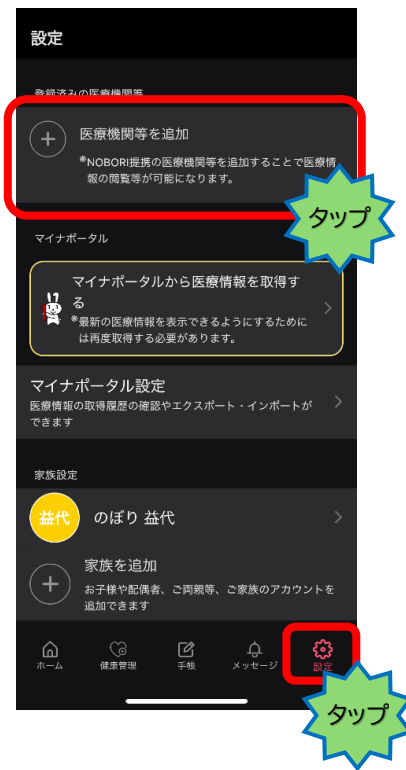 設定
登録済みの医療機関等
医療機関等を追加
*NOBORI提携の医療機関等を追加することで医療情
報の閲覧等が可能になります。
タップ
マイナポータル
マイナポータルから医療情報を取得す
る
*最新の医療情報を表示できるようにするために
は再度取得する必要があります。
マイナポータル設定
医療情報の取得履歴の確認やエクスポート・インポートが
できます
家族設定
益代 のぼり 益代
家族を追加
お子様や配偶者、ご両親等、ご家族のアカウントを
追加できます
ホーム 健康管理 手帳 メッセージ 設定
タップ